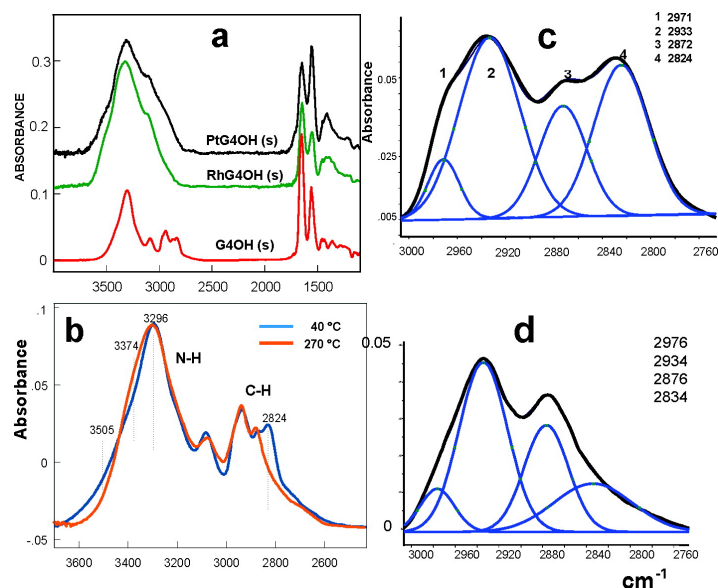 a
ABSORBANCE
0.3
0.2
0.1
0
PtG4OH (s)
RhG4OH (s)
G4OH (s)
3500 3000 2500 2000 1500
c
1 2971
2 2933
3 2872
4 2824
Absorbance
0.05
.025
.005
1
2
3
4
3000 2960 2920 2880 2840 2800 2760
b
Absorbance
.1
.05
0
-.05
3296
3374
3505
N-H
C-H
2824
40 °C
270 °C
3600 3400 3200 3000 2800 2600
d
0.05
0
2976
2934
2876
2834
3000 2960 2920 2880 2840 2800 2760
cm-1